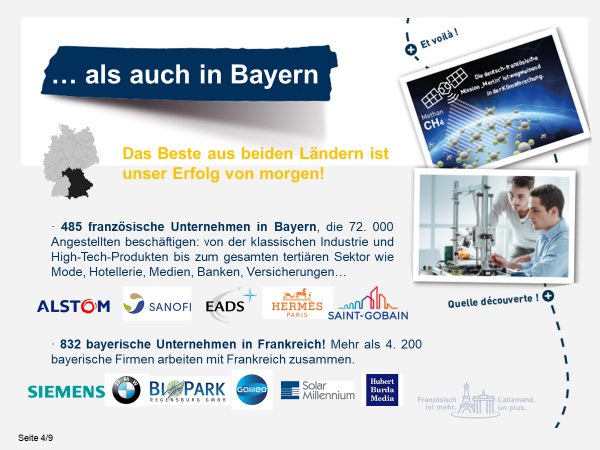 … als auch in Bayern
Et voilà !
Die deutsch-französische
Mission „Merlin“ ist wegweisend
in der Klimaforschung.
Methan
CH4
Das Beste aus beiden Ländern ist
unser Erfolg von morgen!
· 485 französische Unternehmen in Bayern, die 72. 000
Angestellten beschäftigen: von der klassischen Industrie und
High-Tech-Produkten bis zum gesamten tertiären Sektor wie
Mode, Hotellerie, Medien, Banken, Versicherungen…
ALSTOM SANOFI EADS HERMÈS PARIS SAINT-GOBAIN
Quelle découverte !
· 832 bayerische Unternehmen in Frankreich! Mehr als 4. 200
bayerische Firmen arbeiten mit Frankreich zusammen.
SIEMENS BMW BIOPARK REGENSBURG GMBH Galileo Solar Millennium Hubert Burda Media
Französisch L'allemand,
ist mehr. un plus.
Seite 4/9